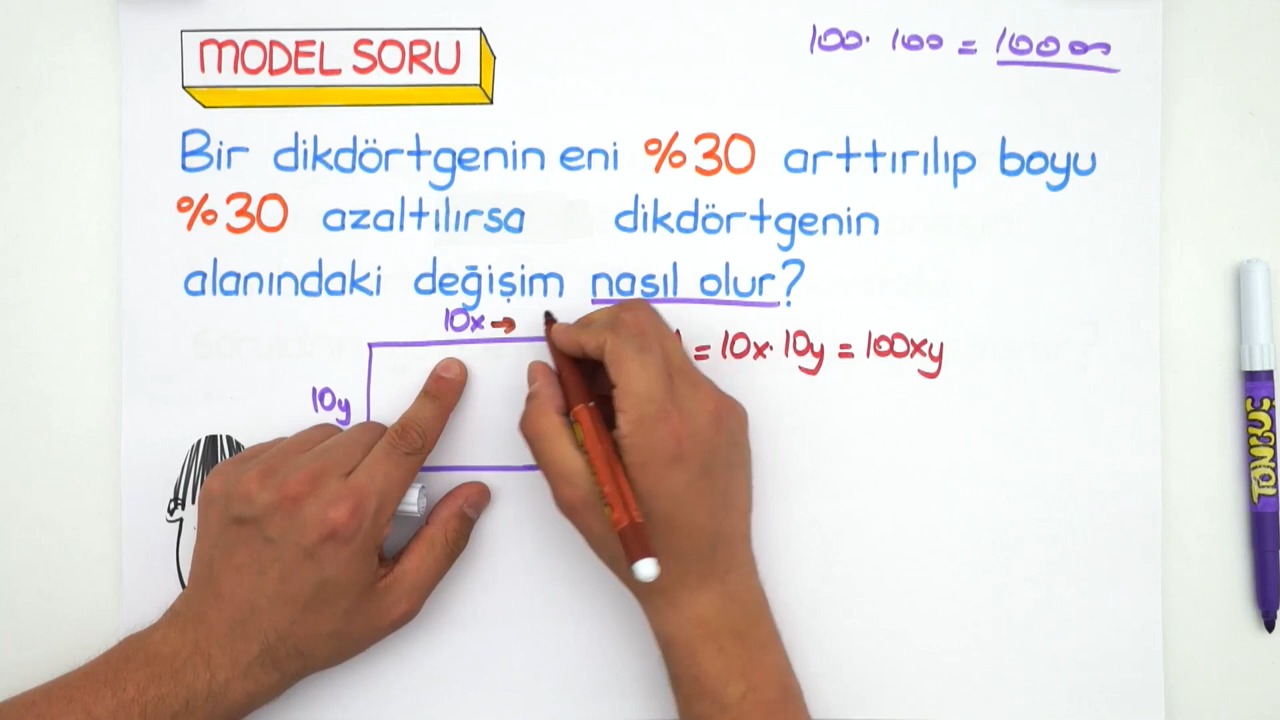 MODEL SORU
100 · 100 = 10000
Bir dikdörtgenin eni %30 arttırılıp boyu
%30 azaltılırsa dikdörtgenin
alanındaki değişim nasıl olur?
10x →
= 10x · 10y = 100xy
10y
TONGUÇ